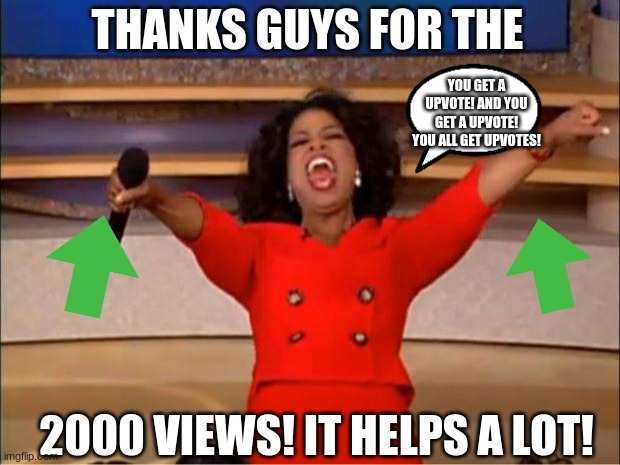 THANKS GUYS FOR THE
YOU GET A
UPVOTE! AND YOU
GET A UPVOTE!
YOU ALL GET UPVOTES!
2000 VIEWS! IT HELPS A LOT!
imgflip.com